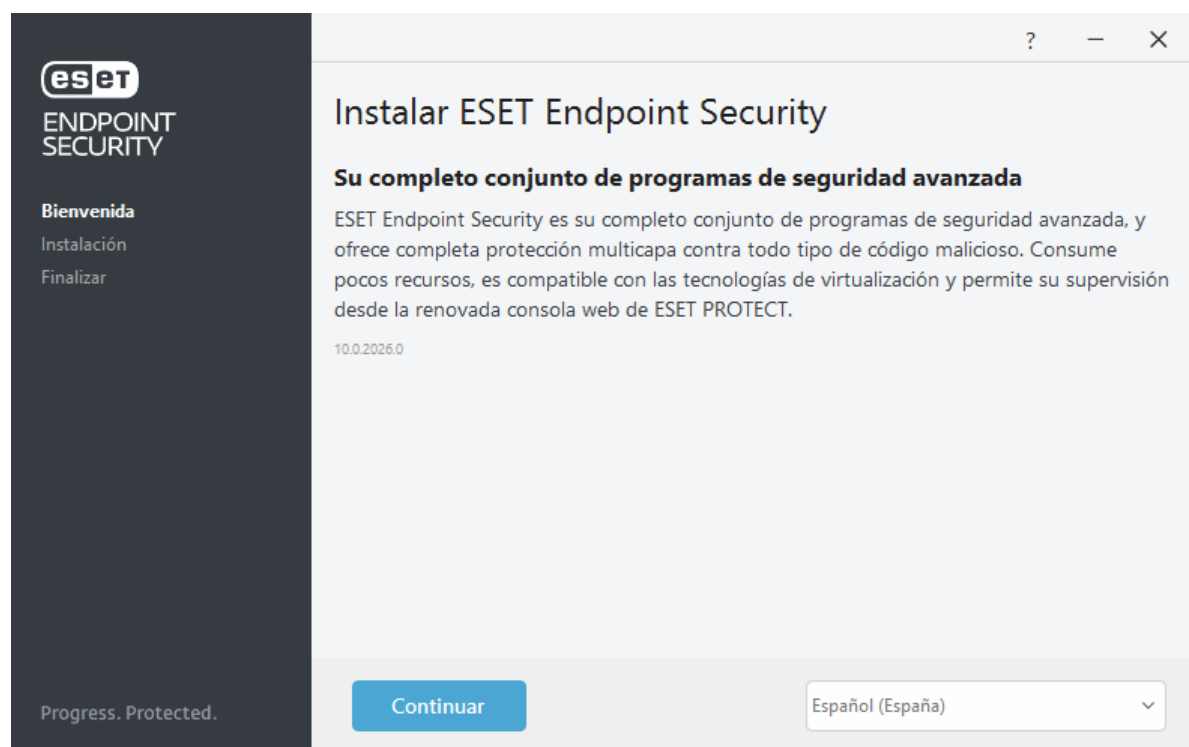 eset
ENDPOINT
SECURITY
Bienvenida
Instalación
Finalizar
Progress. Protected.
?
Instalar ESET Endpoint Security
Su completo conjunto de programas de seguridad avanzada
ESET Endpoint Security es su completo conjunto de programas de seguridad avanzada, y
ofrece completa protección multicapa contra todo tipo de código malicioso. Consume
pocos recursos, es compatible con las tecnologías de virtualización y permite su supervisión
desde la renovada consola web de ESET PROTECT.
10.0.2026.0
Continuar
Español (España)